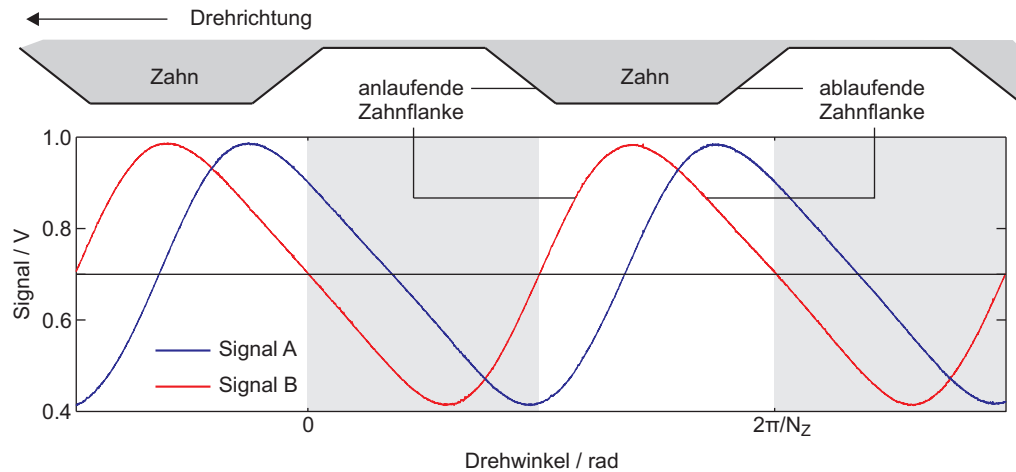 Drehrichtung
Zahn
Zahn
anlaufende
Zahnflanke
ablaufende
Zahnflanke
1.0
0.8
0.6
0.4
Signal / V
Signal A
Signal B
0
2π/N_Z
Drehwinkel / rad